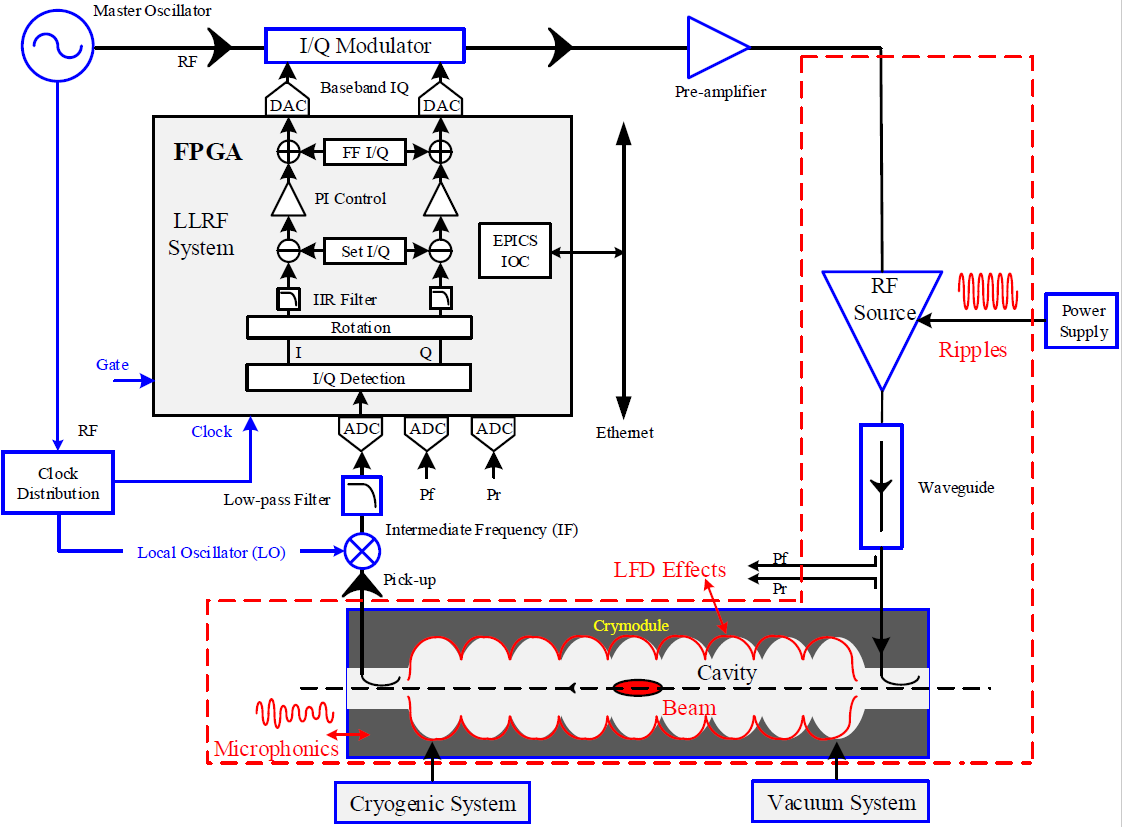 Master Oscillator
RF
I/Q Modulator
Pre-amplifier
Baseband IQ
DAC
DAC
FPGA
FF I/Q
LLRF
System
PI Control
Set I/Q
EPICS
IOC
IIR Filter
Rotation
I
Q
I/Q Detection
Gate
RF
Clock
Clock
Distribution
ADC
ADC
ADC
Pf
Pr
Ethernet
Low-pass Filter
Intermediate Frequency (IF)
Local Oscillator (LO)
Pick-up
RF
Source
Power
Supply
Ripples
Waveguide
Pf
Pr
LFD Effects
Crymodule
Cavity
Beam
Microphonics
Cryogenic System
Vacuum System